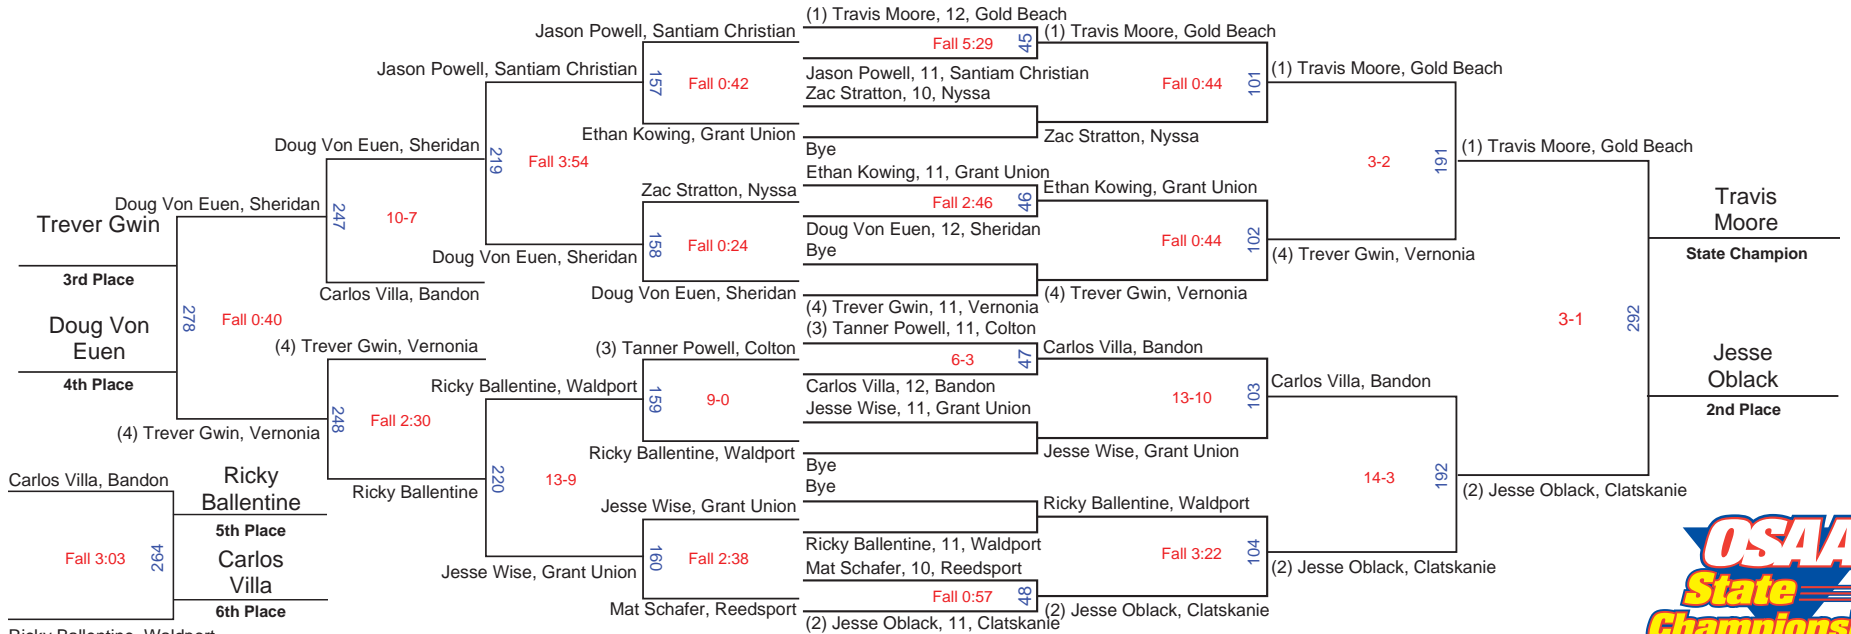 (1) Travis Moore, 12, Gold Beach
Jason Powell, Santiam Christian
Fall 5:29
45
(1) Travis Moore, Gold Beach
Jason Powell, Santiam Christian
157
Fall 0:42
Jason Powell, 11, Santiam Christian
Zac Stratton, 10, Nyssa
Fall 0:44
101
(1) Travis Moore, Gold Beach
Ethan Kowing, Grant Union
Bye
Zac Stratton, Nyssa
Doug Von Euen, Sheridan
219
Fall 3:54
3-2
191
(1) Travis Moore, Gold Beach
Ethan Kowing, 11, Grant Union
Zac Stratton, Nyssa
Fall 2:46
46
Ethan Kowing, Grant Union
Doug Von Euen, Sheridan
247
10-7
Trever Gwin
3rd Place
158
Fall 0:24
Doug Von Euen, 12, Sheridan
Bye
Fall 0:44
102
(4) Trever Gwin, Vernonia
Doug Von Euen, Sheridan
Travis
Moore
State Champion
Carlos Villa, Bandon
Doug Von Euen, Sheridan
(4) Trever Gwin, 11, Vernonia
(4) Trever Gwin, Vernonia
278
Fall 0:40
Doug Von
Euen
4th Place
(3) Tanner Powell, 11, Colton
3-1
292
(4) Trever Gwin, Vernonia
(3) Tanner Powell, Colton
6-3
47
Carlos Villa, Bandon
Jesse
Oblack
2nd Place
Ricky Ballentine, Waldport
159
9-0
Carlos Villa, 12, Bandon
Jesse Wise, 11, Grant Union
13-10
103
Carlos Villa, Bandon
248
Fall 2:30
(4) Trever Gwin, Vernonia
Ricky Ballentine, Waldport
Bye
Bye
Jesse Wise, Grant Union
Carlos Villa, Bandon
Ricky
Ballentine
5th Place
Ricky Ballentine
220
13-9
14-3
192
(2) Jesse Oblack, Clatskanie
Jesse Wise, Grant Union
Ricky Ballentine, Waldport
Fall 3:03
264
Carlos
Villa
6th Place
Jesse Wise, Grant Union
160
Fall 2:38
Ricky Ballentine, 11, Waldport
Mat Schafer, 10, Reedsport
Fall 3:22
104
(2) Jesse Oblack, Clatskanie
Mat Schafer, Reedsport
Fall 0:57
48
(2) Jesse Oblack, Clatskanie
(2) Jesse Oblack, 11, Clatskanie
Ricky Ballentine, Waldport
OSAA
State
Champions